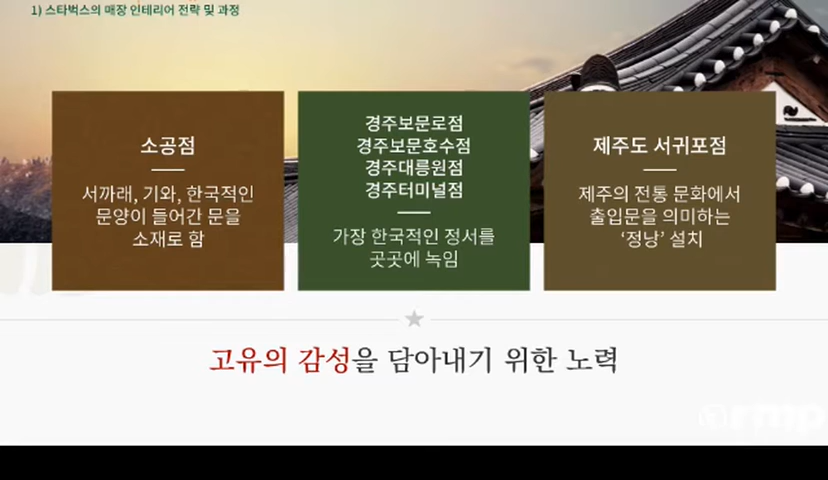 1) 스타벅스의 매장 인테리어 전략 및 과정
소공점
서까래, 기와, 한국적인
문양이 들어간 문을
소재로 함
경주보문로점
경주보문호수점
경주대릉원점
경주터미널점
가장 한국적인 정서를
곳곳에 녹임
제주도 서귀포점
제주의 전통 문화에서
출입문을 의미하는
‘정낭’ 설치
고유의 감성을 담아내기 위한 노력